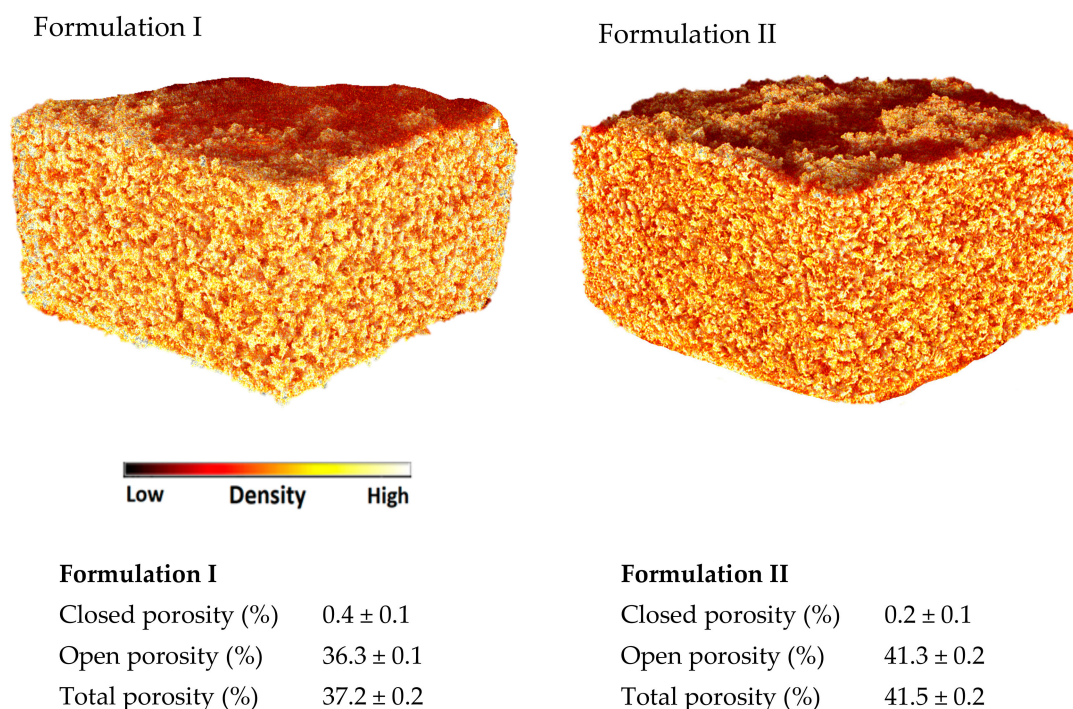 Formulation I
Formulation II
Low Density High
Formulation I
Closed porosity (%) 0.4 ± 0.1
Open porosity (%) 36.3 ± 0.1
Total porosity (%) 37.2 ± 0.2
Formulation II
Closed porosity (%) 0.2 ± 0.1
Open porosity (%) 41.3 ± 0.2
Total porosity (%) 41.5 ± 0.2